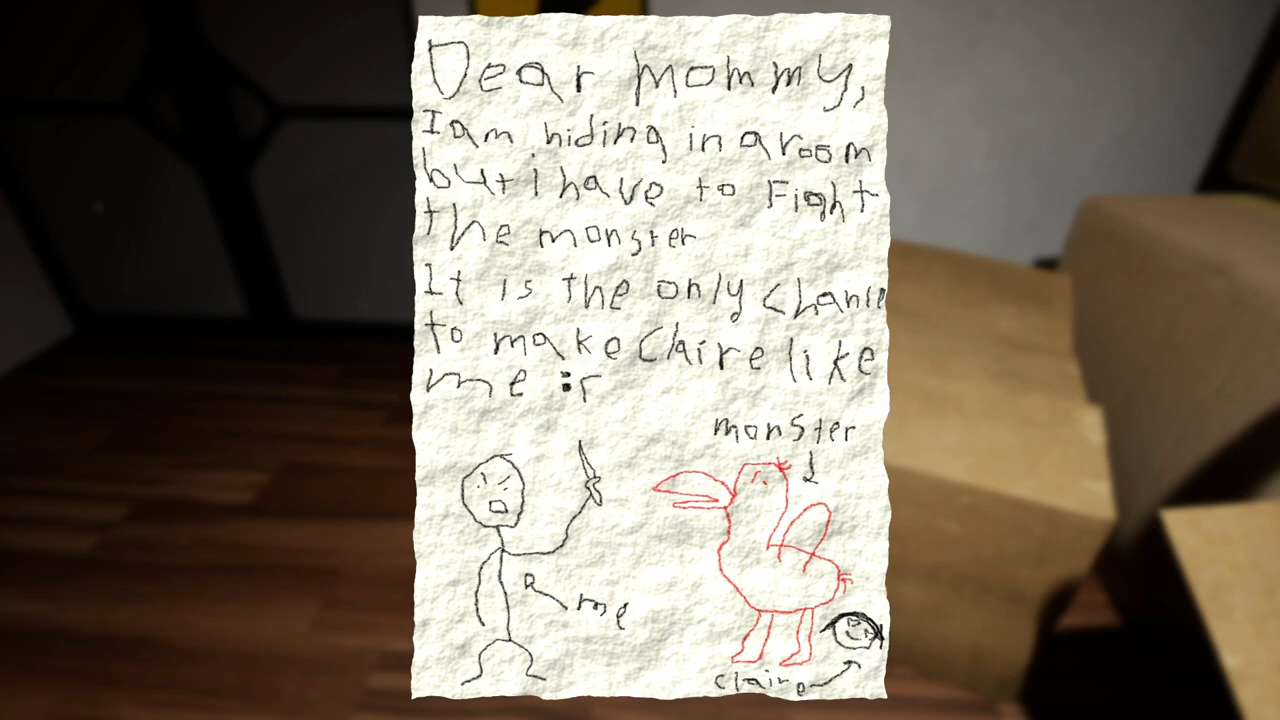 Dear Mommy,
I am hiding in a room
but i have to Fight
the monster
It is the only chance
to make Claire like
me :r
monster
me
claire